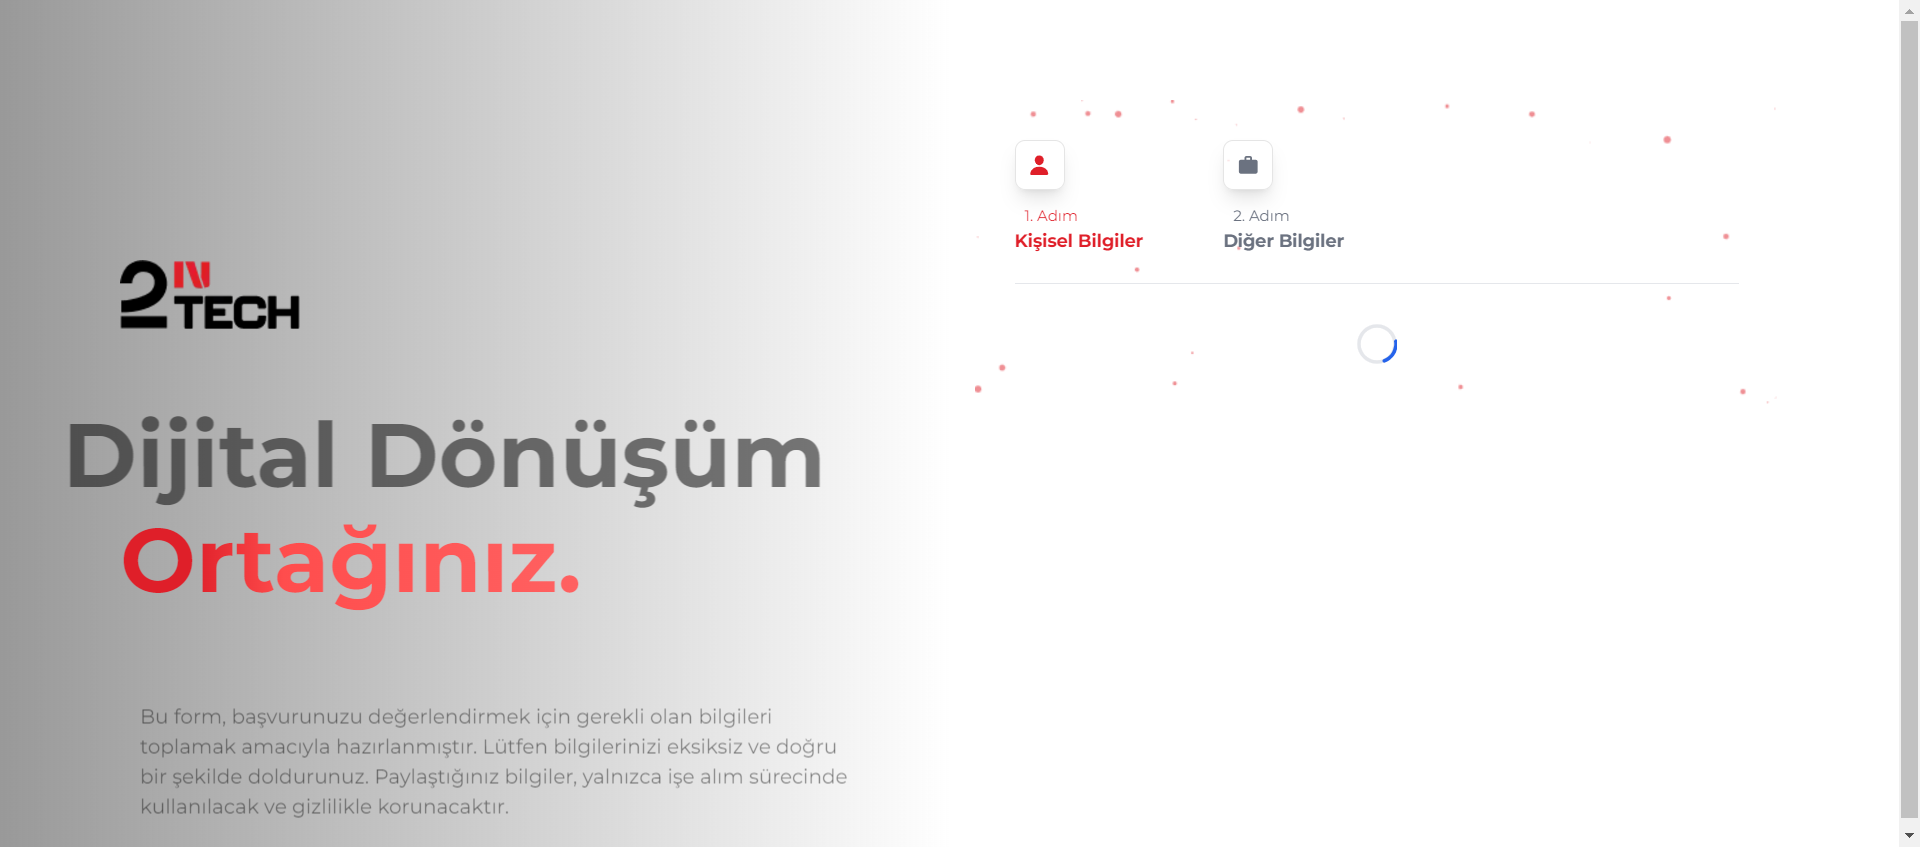 2 IN
TECH
Dijital Dönüşüm
Ortağınız.
Bu form, başvurunuzu değerlendirmek için gerekli olan bilgileri
toplamak amacıyla hazırlanmıştır. Lütfen bilgilerinizi eksiksiz ve doğru
bir şekilde doldurunuz. Paylaştığınız bilgiler, yalnızca işe alım sürecinde
kullanılacak ve gizlilikle korunacaktır.
1. Adım
Kişisel Bilgiler
2. Adım
Diğer Bilgiler